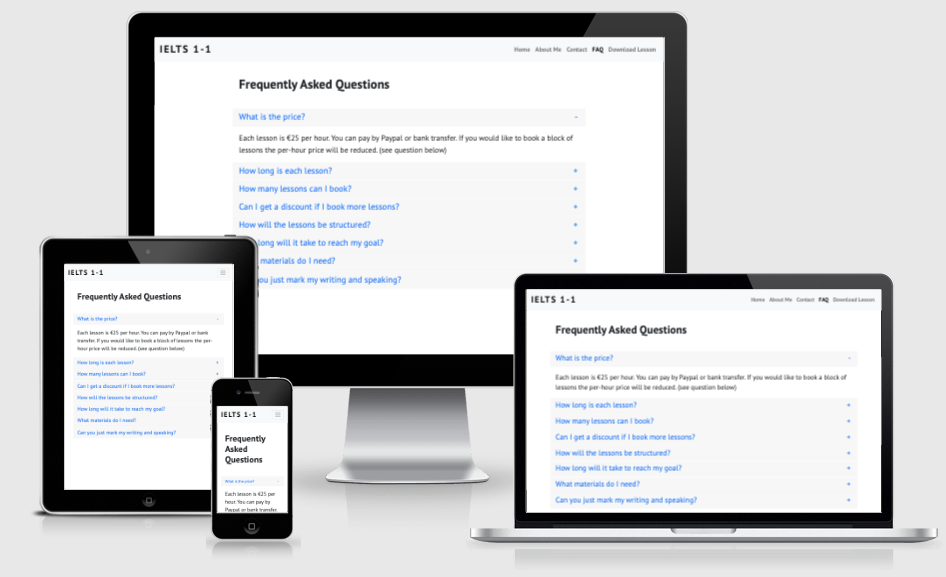 IELTS 1-1
Home About Me Contact FAQ Download Lesson
Frequently Asked Questions
What is the price? -
Each lesson is €25 per hour. You can pay by Paypal or bank transfer. If you would like to book a block of
lessons the per-hour price will be reduced. (see question below)
How long is each lesson? +
How many lessons can I book? +
Can I get a discount if I book more lessons? +
How will the lessons be structured? +
long will it take to reach my goal? +
materials do I need? +
you just mark my writing and speaking?
IELTS 1-1
Frequently Asked Questions
What is the price? -
Each lesson is €25 per hour. You can pay by Paypal or bank
transfer. If you would like to book a block of lessons the per-
hour price will be reduced. (see question below)
How long is each lesson? +
How many lessons can I book? +
Can I get a discount if I book more lessons?
How will the lessons be structured?
How long will it take to reach my goal?
What materials do I need?
Can you just mark my writing and speaking?
IELTS 1-1
Frequently
Asked
Questions
What is the price? -
Each lesson is €25 per
hour. You can pay by
Paypal or bank transfer.
IELTS 1-1
Home About Me Contact FAQ Download Lesson
Frequently Asked Questions
What is the price? -
Each lesson is €25 per hour. You can pay by Paypal or bank transfer. If you would like to book a block of
lessons the per-hour price will be reduced. (see question below)
How long is each lesson? +
How many lessons can I book? +
Can I get a discount if I book more lessons? +
How will the lessons be structured? +
How long will it take to reach my goal? +
What materials do I need? +
Can you just mark my writing and speaking? +